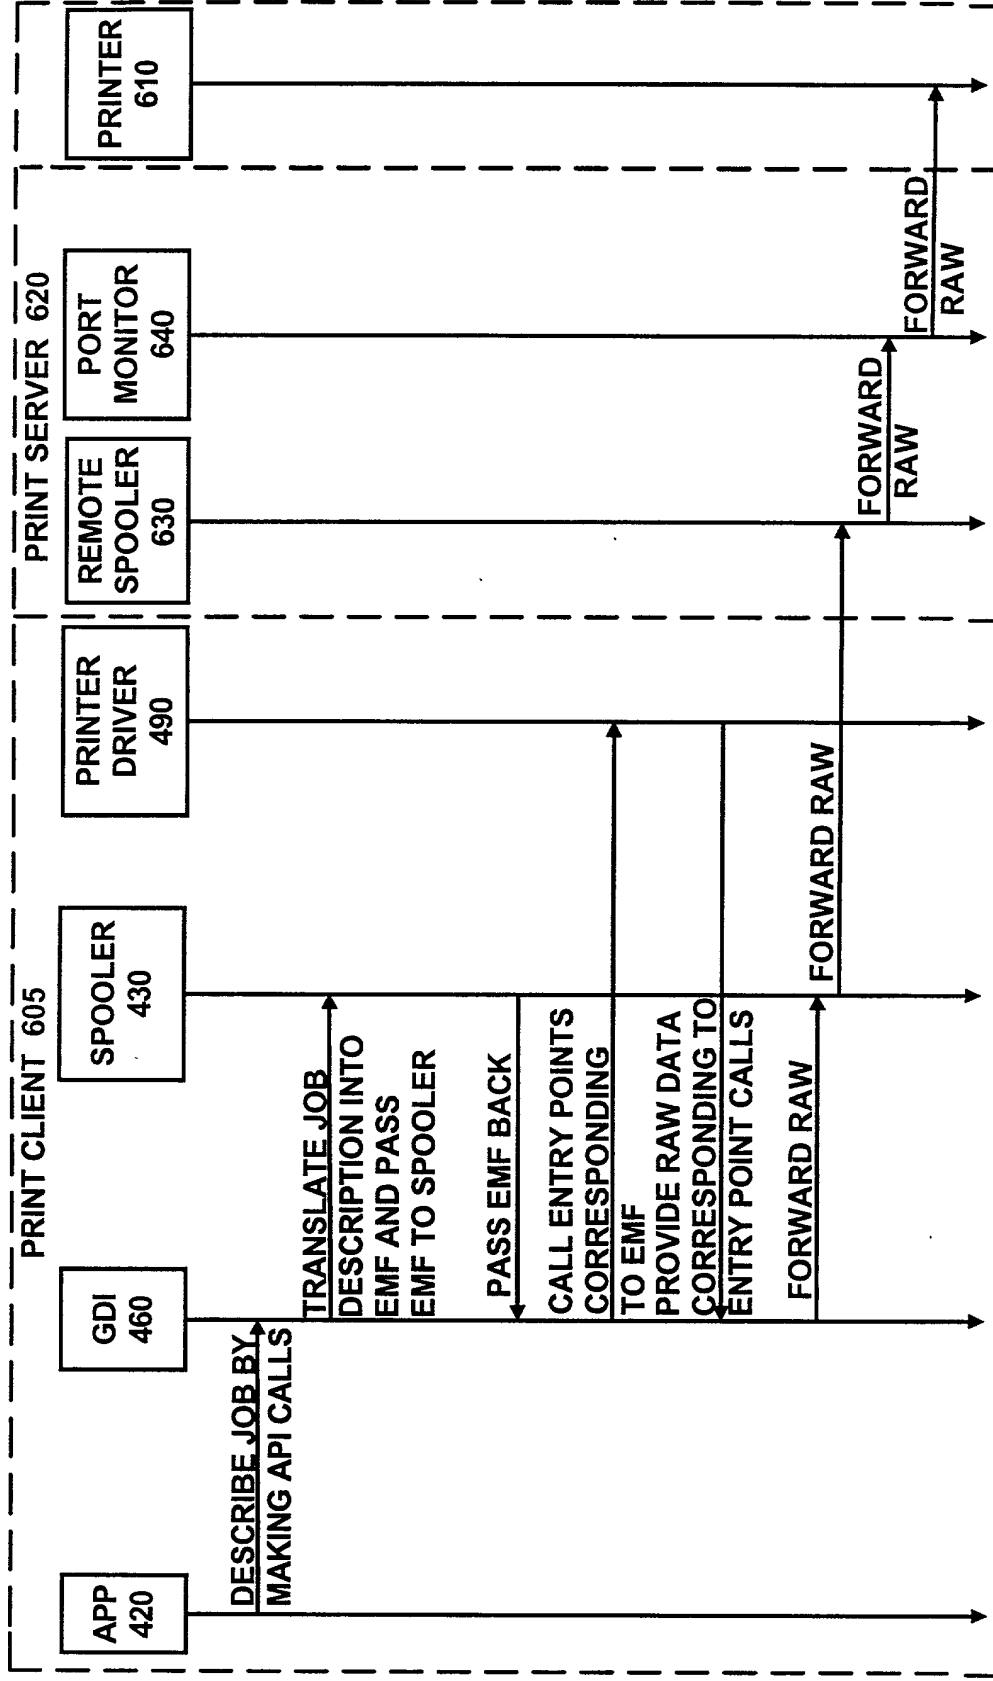 PRINT CLIENT 605
PRINT SERVER 620
APP
420
GDI
460
SPOOLER
430
PRINTER
DRIVER
490
REMOTE
SPOOLER
630
PORT
MONITOR
640
PRINTER
610
DESCRIBE JOB BY
MAKING API CALLS
TRANSLATE JOB
DESCRIPTION INTO
EMF AND PASS
EMF TO SPOOLER
PASS EMF BACK
CALL ENTRY POINTS
CORRESPONDING
TO EMF
PROVIDE RAW DATA
CORRESPONDING TO
ENTRY POINT CALLS
FORWARD RAW
FORWARD RAW
FORWARD
RAW
FORWARD
RAW